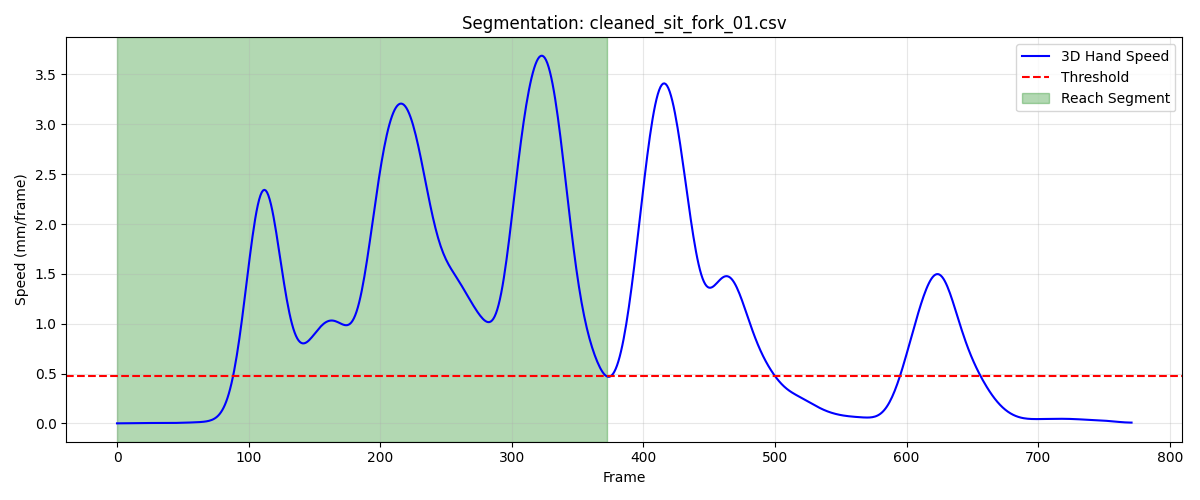 Segmentation: cleaned_sit_fork_01.csv
3D Hand Speed
Threshold
Reach Segment
Speed (mm/frame)
3.5
3.0
2.5
2.0
1.5
1.0
0.5
0.0
0 100 200 300 400 500 600 700 800
Frame